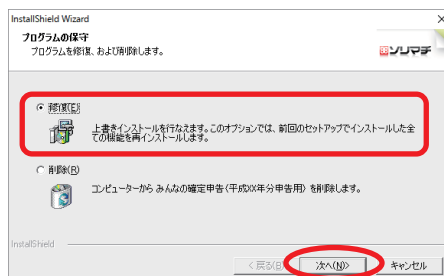 InstallShield Wizard
プログラムの保守
プログラムを修復、および削除します。
ソリマチ
修復(E)
上書きインストールを行なえます。このオプションでは、前回のセットアップでインストールした全
ての機能を再インストールします。
削除(R)
コンピューターから みんなの確定申告〈平成XX年分申告用〉を削除します。
InstallShield
< 戻る(B)
次へ(N)>
キャンセル